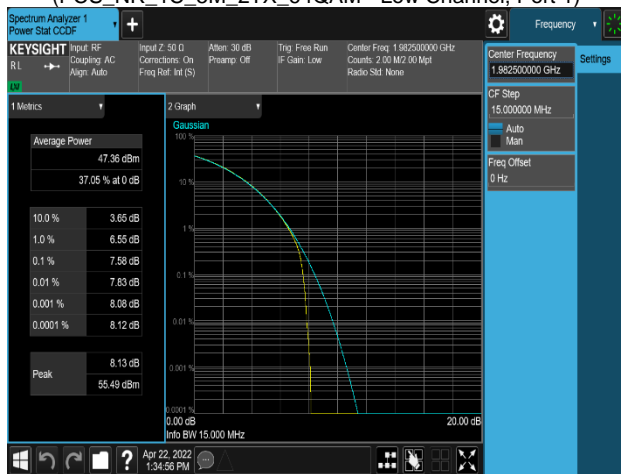 Spectrum Analyzer 1
Power Stat CCDF
Frequency
KEYSIGHT
RL
Input: RF
Coupling: AC
Align: Auto
Input Z: 50 Ω
Corrections: On
Freq Ref: Int (S)
Atten: 30 dB
Preamp: Off
Trig: Free Run
IF Gain: Low
Center Freq: 1.982500000 GHz
Counts: 2.00 M/2.00 Mpt
Radio Std: None
Center Frequency
1.982500000 GHz
Settings
CF Step
15.000000 MHz
Auto
Man
Freq Offset
0 Hz
1 Metrics
Average Power
47.36 dBm
37.05 % at 0 dB
10.0 % 3.65 dB
1.0 % 6.55 dB
0.1 % 7.58 dB
0.01 % 7.83 dB
0.001 % 8.08 dB
0.0001 % 8.12 dB
Peak
8.13 dB
55.49 dBm
2 Graph
Gaussian
100 %
10 %
1 %
0.1 %
0.01 %
0.001 %
0.0001 %
0.00 dB
20.00 dB
Info BW 15.000 MHz
Apr 22, 2022
1:34:56 PM